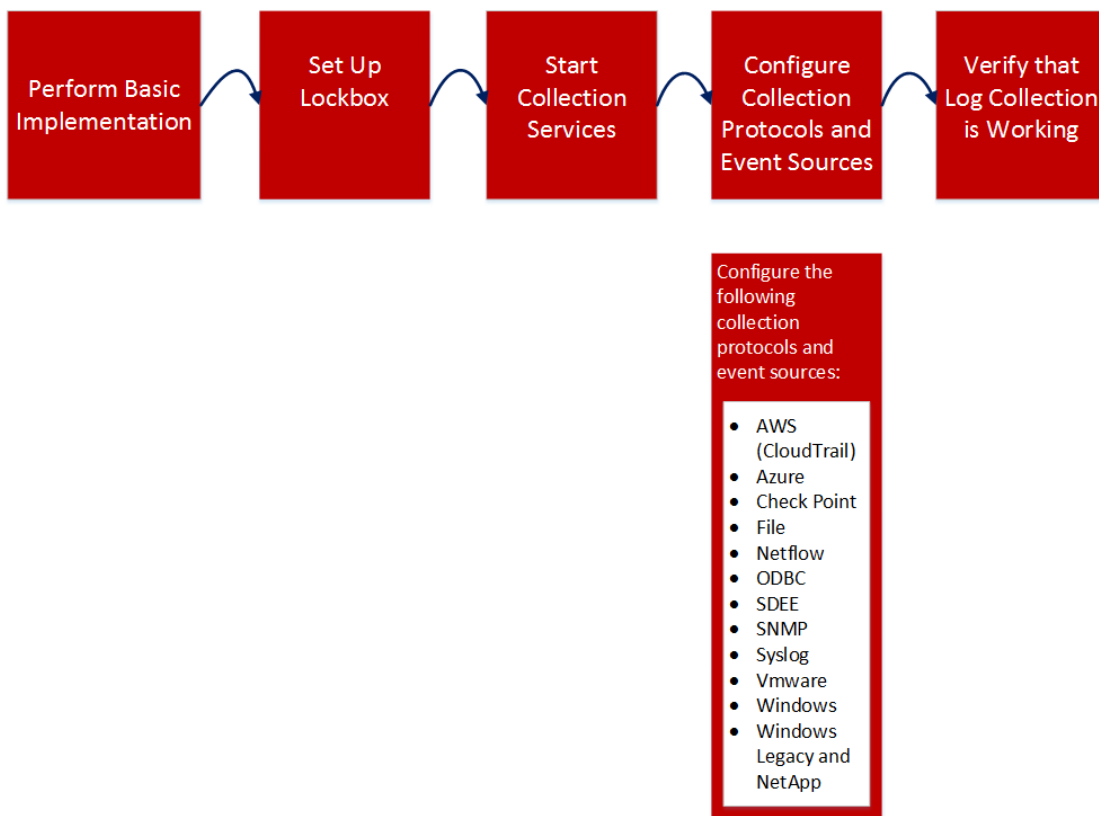 Perform Basic
Implementation
Set Up
Lockbox
Start
Collection
Services
Configure
Collection
Protocols and
Event Sources
Verify that
Log Collection
is Working
Configure the
following
collection
protocols and
event sources:
• AWS
(CloudTrail)
• Azure
• Check Point
• File
• Netflow
• ODBC
• SDEE
• SNMP
• Syslog
• Vmware
• Windows
• Windows
Legacy and
NetApp